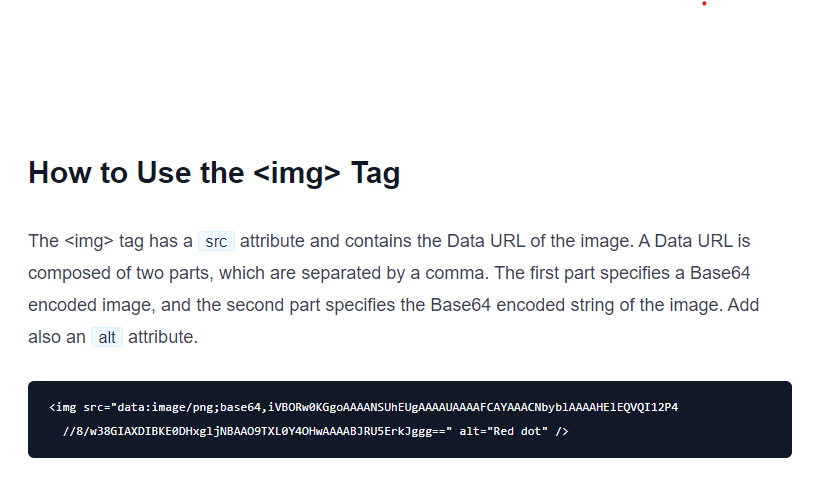 How to Use the <img> Tag
The <img> tag has a src attribute and contains the Data URL of the image. A Data URL is
composed of two parts, which are separated by a comma. The first part specifies a Base64
encoded image, and the second part specifies the Base64 encoded string of the image. Add
also an alt attribute.
<img src="data:image/png;base64,iVBORw0KGgoAAAANSUhEUgAAAAUAAAAFCAYAAACNbyblAAAAHElEQVQI12P4
//8/w38GIAXDIBKE0DHxgljNBAAO9TXL0Y4OHwAAAABJRU5ErkJggg==" alt="Red dot" />